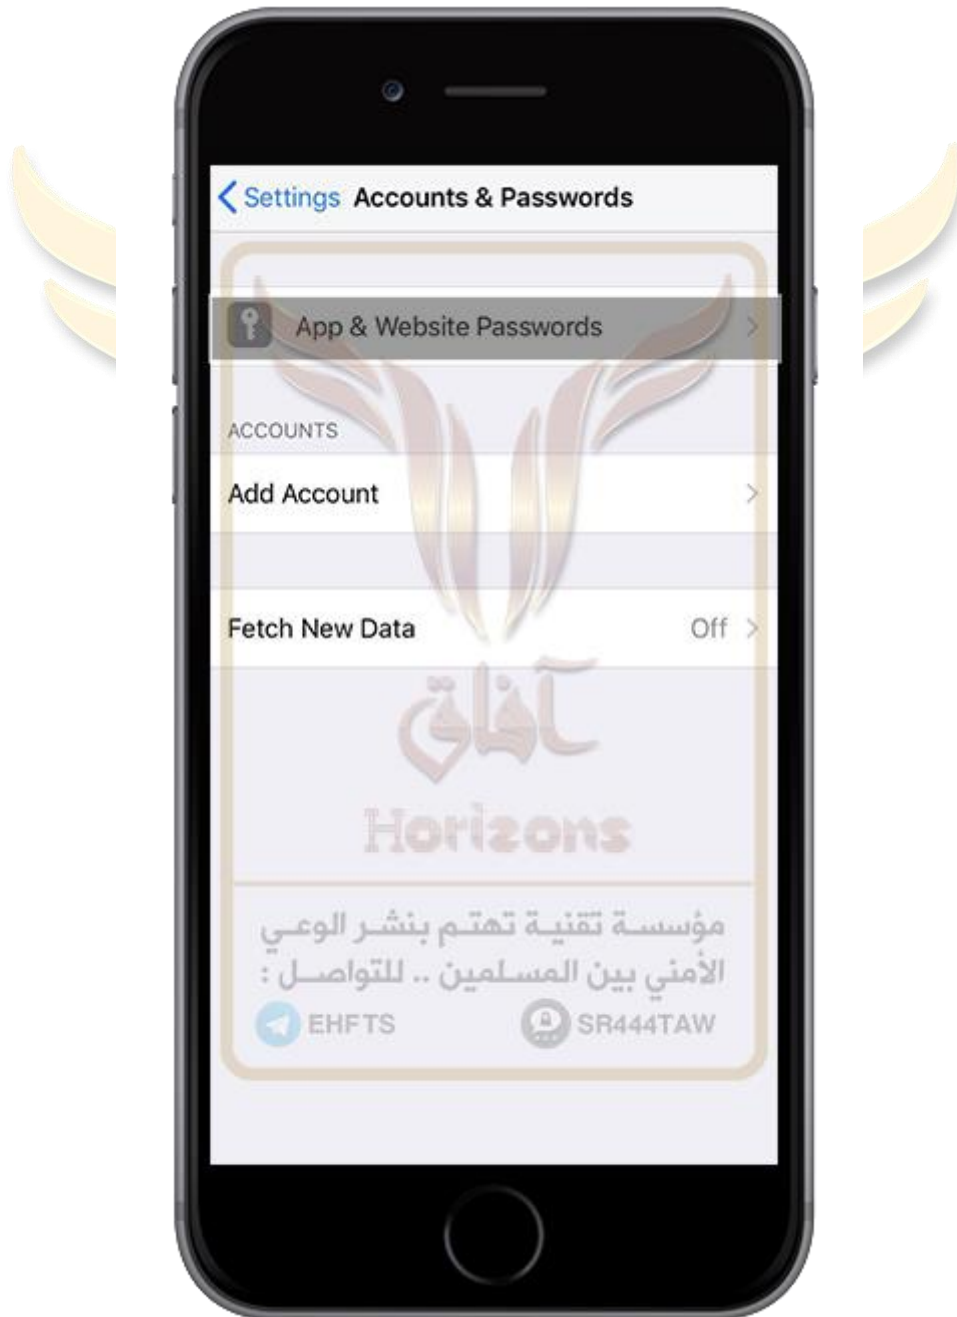 Settings Accounts & Passwords
App & Website Passwords
ACCOUNTS
Add Account
Fetch New Data Off
آفاق
Horizons
مؤسسة تقنية تهتم بنشر الوعي
الأمني بين المسلمين .. للتواصل :
EHFTS SR444TAW